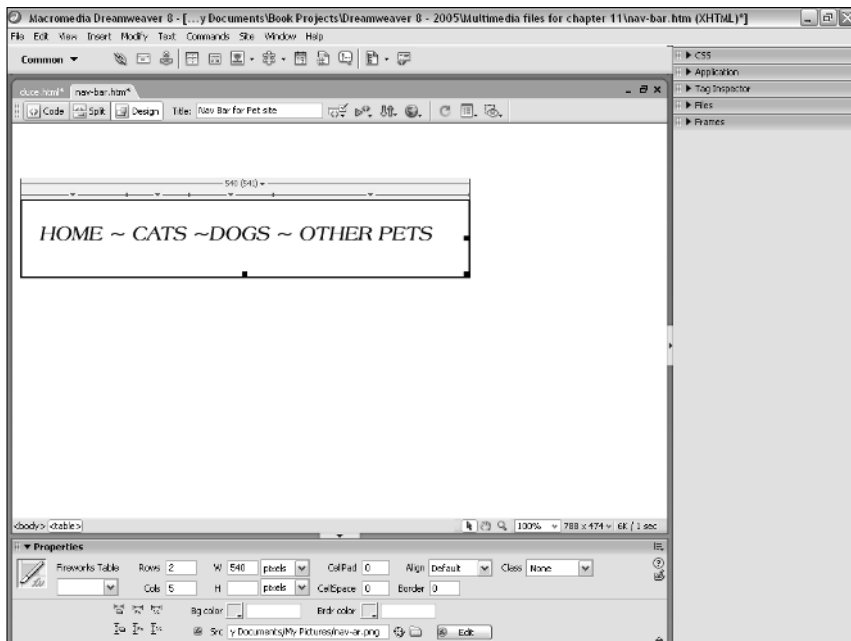 Macromedia Dreamweaver 8 - [...y Documents\Book Projects\Dreamweaver 8 - 2005\Multimedia files for chapter 11\nav-bar.htm (XHTML)*]
File Edit View Insert Modify Text Commands Site Window Help
Common
CSS
Application
Tag Inspector
Files
Frames
nav-bar.htm*
Code Split Design Title: Nav Bar for Pet site
540 (541)
HOME ~ CATS ~DOGS ~ OTHER PETS
<body> <table>
100% 788 x 474 6K / 1 sec
Properties
Fireworks Table Rows 2 W 540 pixels CellPad 0 Align Default Class None
Cols 5 H pixels CellSpace 0 Border 0
Bg color Brdr color
Src y Documents/My Pictures/nav-ar.png Edit